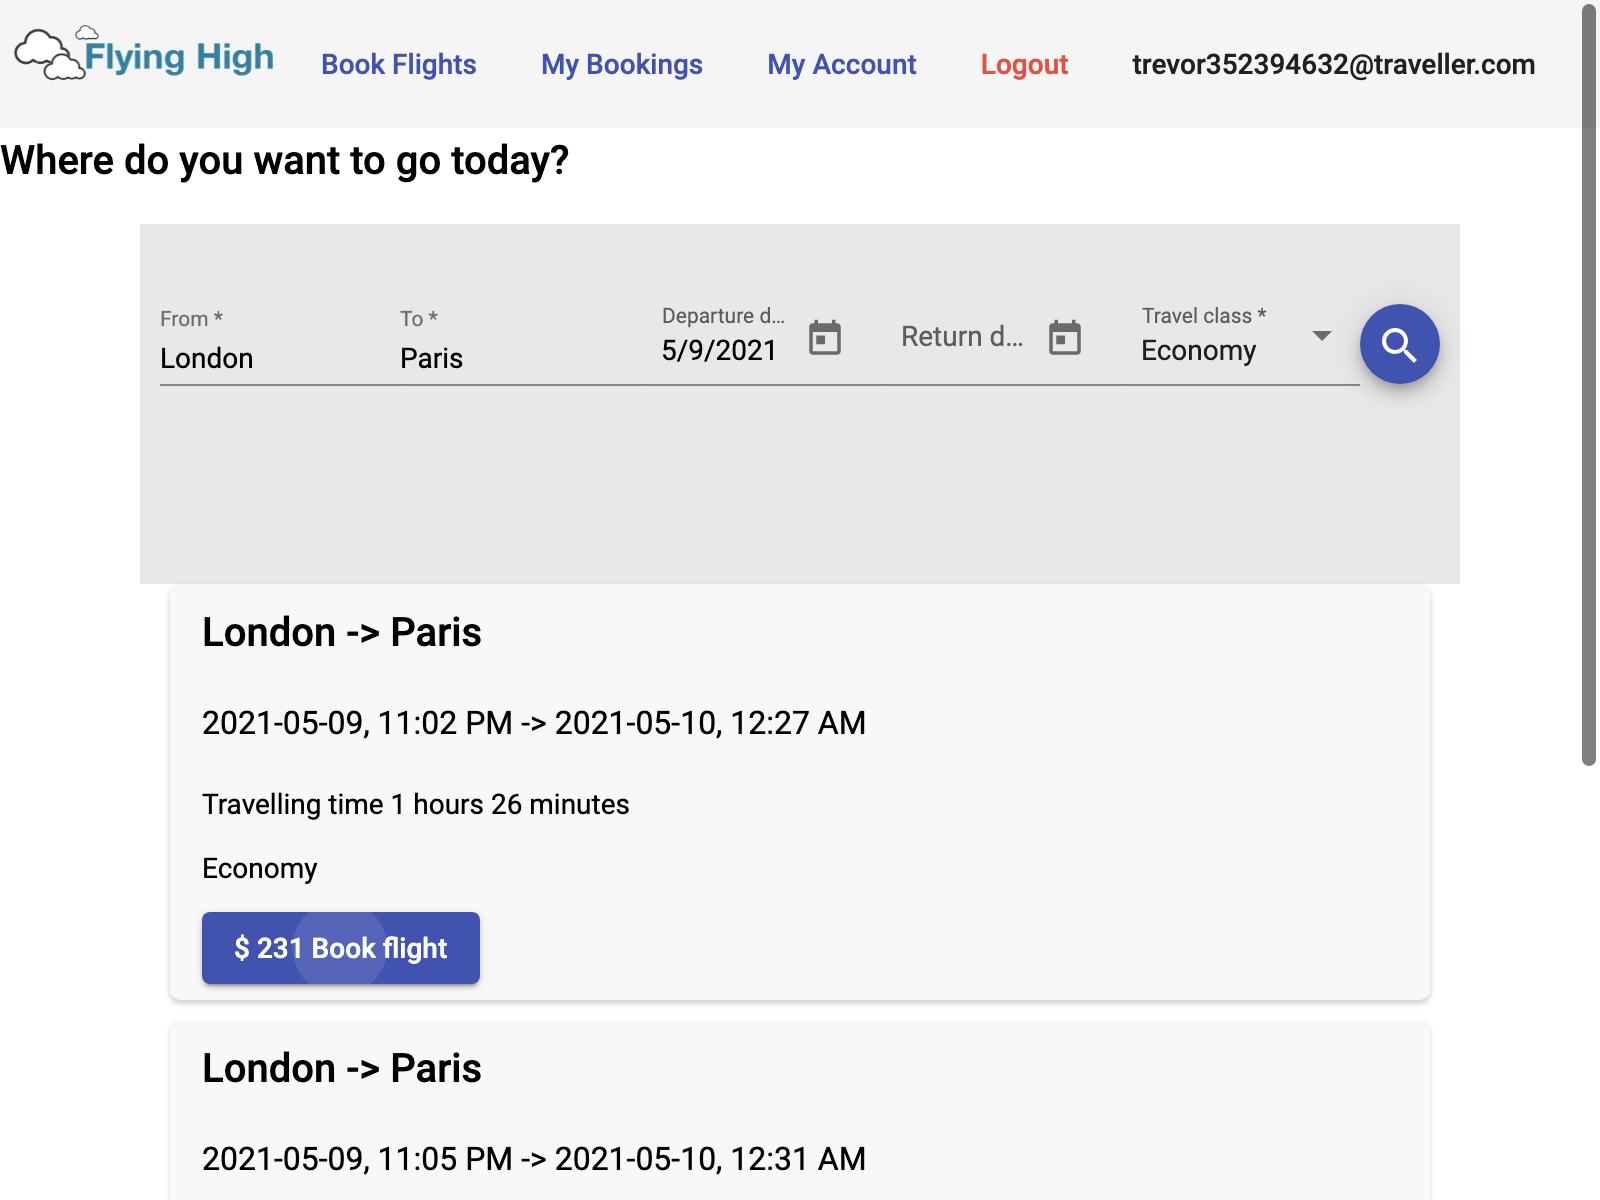 Flying High Book Flights My Bookings My Account Logout trevor352394632@traveller.com
Where do you want to go today?
From * To * Departure d... Return d... Travel class *
London Paris 5/9/2021 Economy
London -> Paris
2021-05-09, 11:02 PM -> 2021-05-10, 12:27 AM
Travelling time 1 hours 26 minutes
Economy
$ 231 Book flight
London -> Paris
2021-05-09, 11:05 PM -> 2021-05-10, 12:31 AM